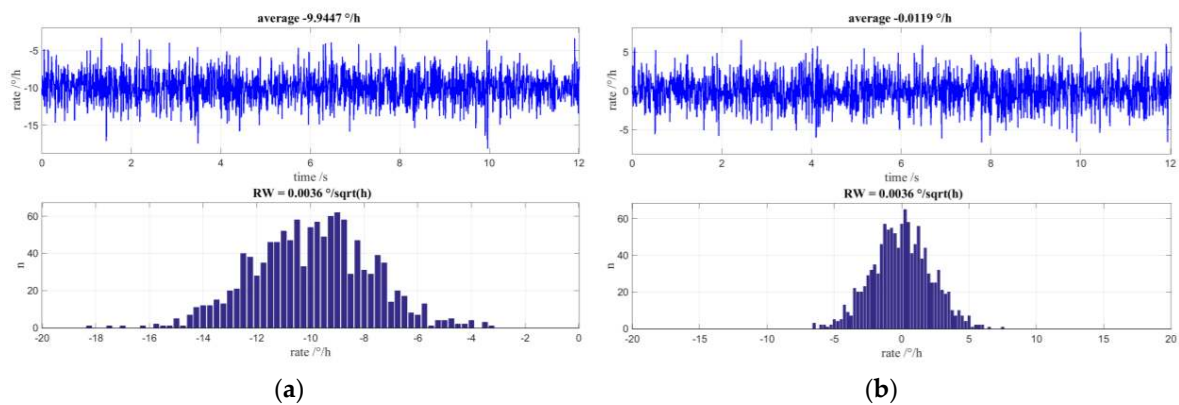 average -9.9447 °/h
rate /°/h
-5
-10
-15
0 2 4 6 8 10 12
time /s
RW = 0.0036 °/sqrt(h)
n
60
40
20
0
-20 -18 -16 -14 -12 -10 -8 -6 -4 -2 0
rate /°/h
(a)
average -0.0119 °/h
rate /°/h
5
0
-5
0 2 4 6 8 10 12
time /s
RW = 0.0036 °/sqrt(h)
n
60
40
20
0
-20 -15 -10 -5 0 5 10 15 20
rate /°/h
(b)